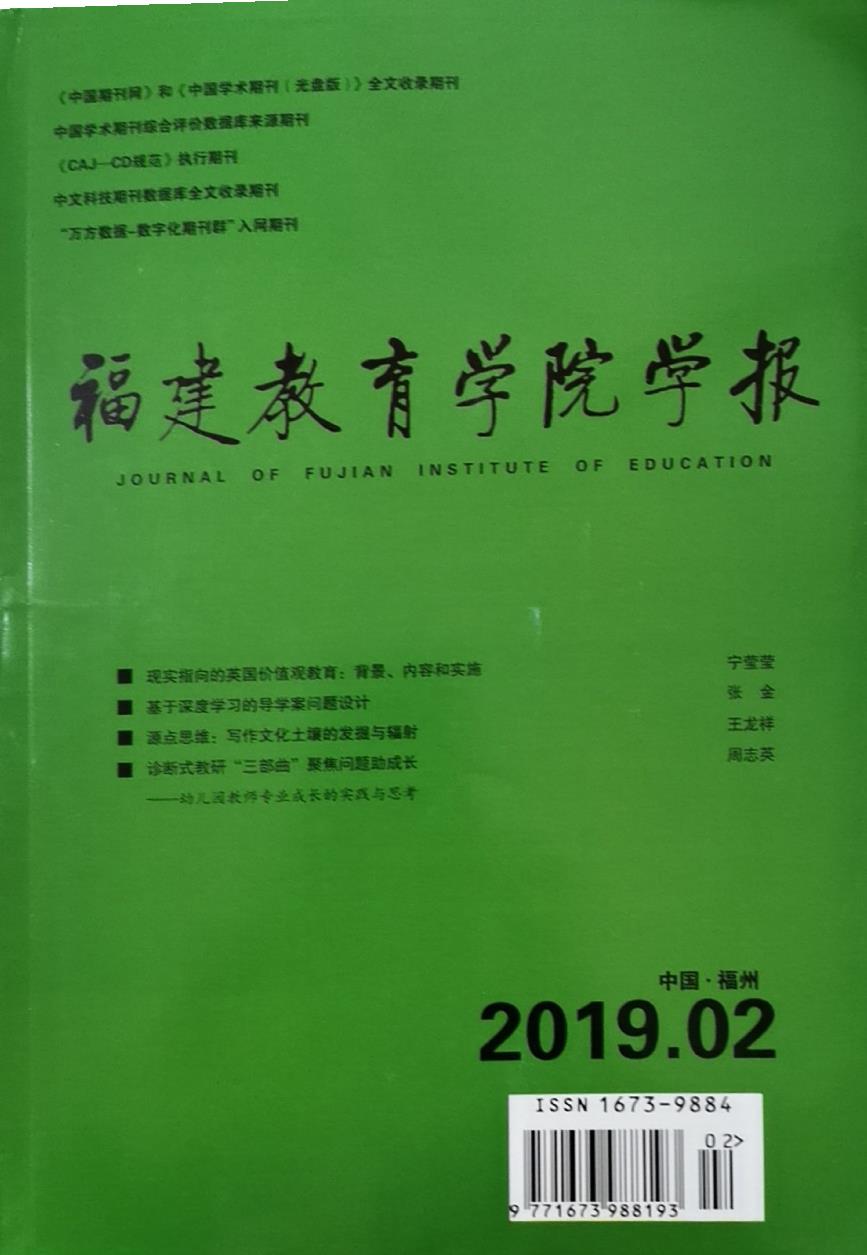 《中国期刊网》和《中国学术期刊（光盘版）》全文收录期刊
中国学术期刊综合评价数据库来源期刊
《CAJ—CD规范》执行期刊
中文科技期刊数据库全文收录期刊
“万方数据-数字化期刊群”入网期刊
福建教育学院学报
JOURNAL OF FUJIAN INSTITUTE OF EDUCATION
■ 现实指向的英国价值观教育：背景、内容和实施 宁莹莹
■ 基于深度学习的导学案问题设计 张 金
■ 源点思维：写作文化土壤的发掘与辐射 王龙祥
■ 诊断式教研“三部曲”聚焦问题助成长 周志英
——幼儿园教师专业成长的实践与思考
中国·福州
2019.02
ISSN 1673-9884
02>
9 771673 988193